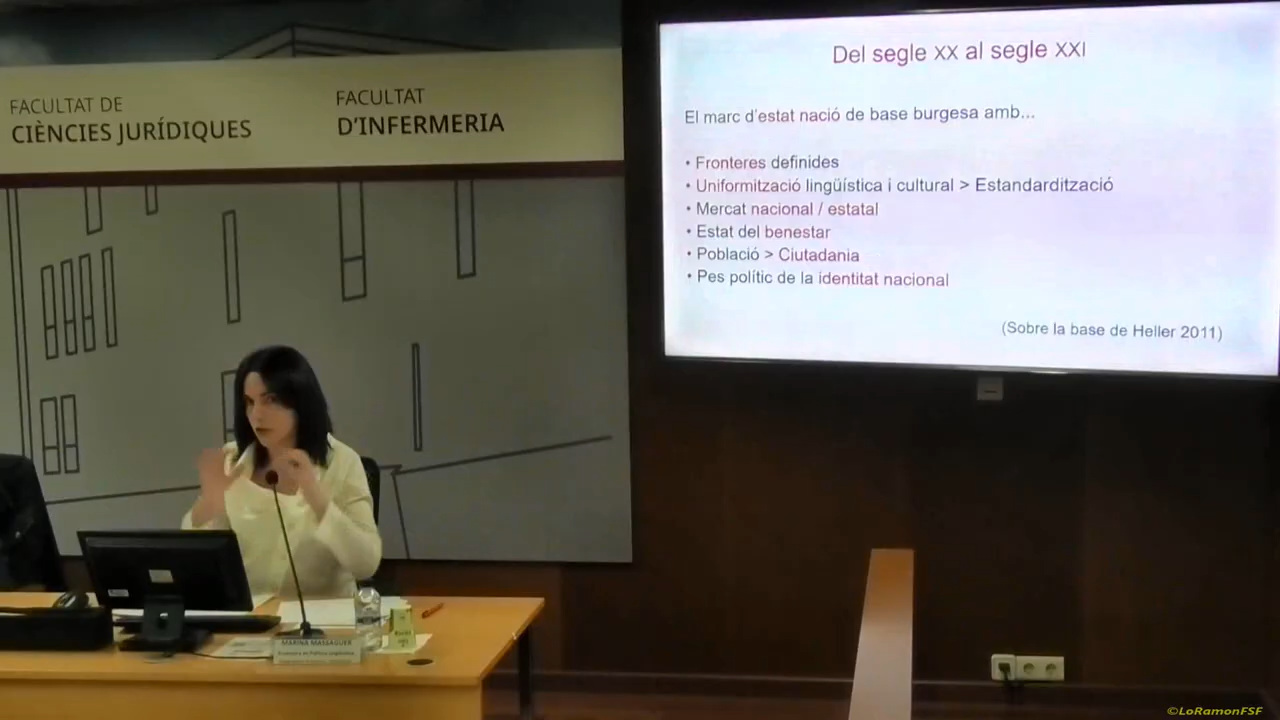 FACULTAT DE
CIÈNCIES JURÍDIQUES
FACULTAT
D'INFERMERIA
Del segle XX al segle XXI
El marc d'estat nació de base burgesa amb...
• Fronteres definides
• Uniformització lingüística i cultural > Estandardització
• Mercat nacional / estatal
• Estat del benestar
• Població > Ciutadania
• Pes polític de la identitat nacional
(Sobre la base de Heller 2011)
MARINA MASSAGUER
©LoRamonFSF